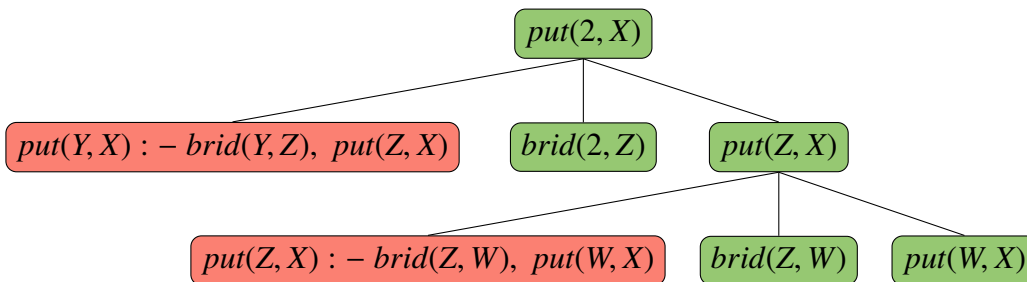 put(2, X)
put(Y, X) : − brid(Y, Z), put(Z, X)
brid(2, Z)
put(Z, X)
put(Z, X) : − brid(Z, W), put(W, X)
brid(Z, W)
put(W, X)